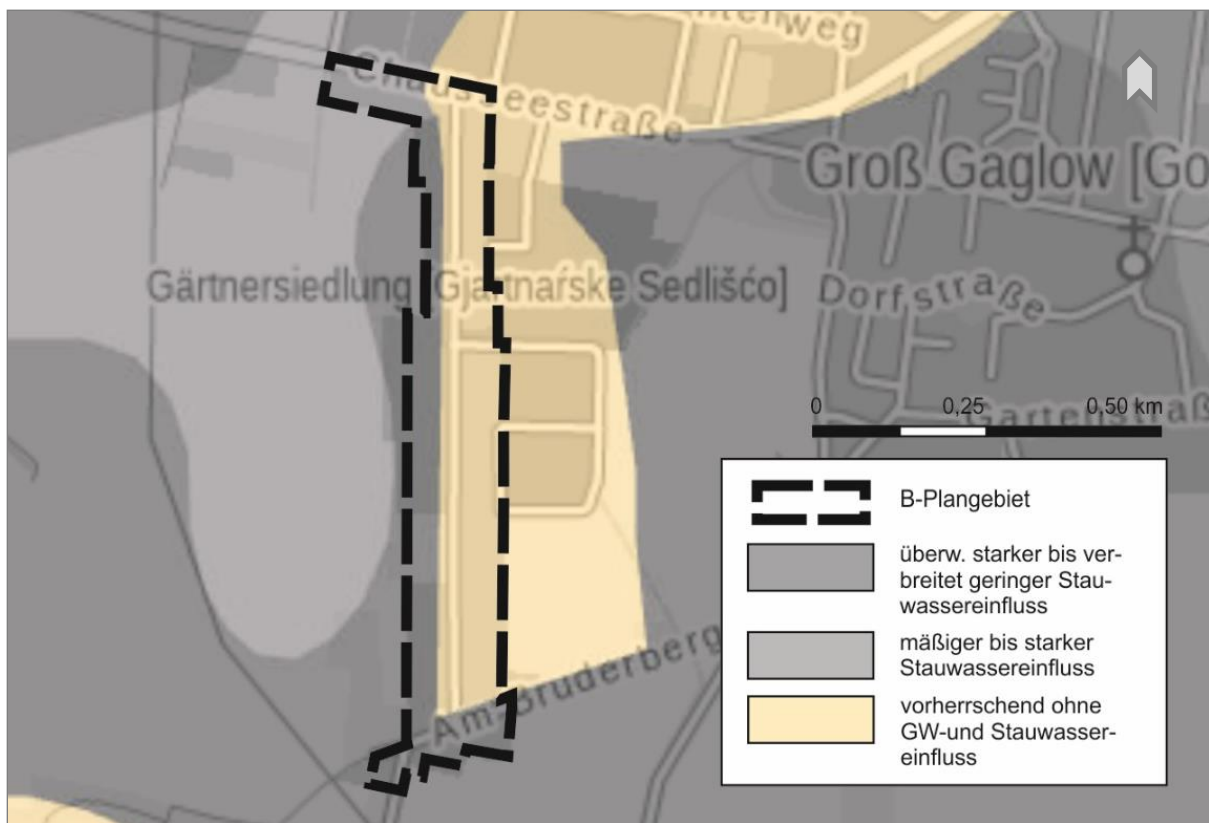 Chausseestraße
Groß Gaglow [Go
Gärtnersiedlung [Gjartnaŕske Sedlišćo]
Dorfstraße
Gartenstraß
Am Bruderberg
0 0,25 0,50 km
B-Plangebiet
überw. starker bis ver-
breitet geringer Stau-
wassereinfluss
mäßiger bis starker
Stauwassereinfluss
vorherrschend ohne
GW-und Stauwasser-
einfluss